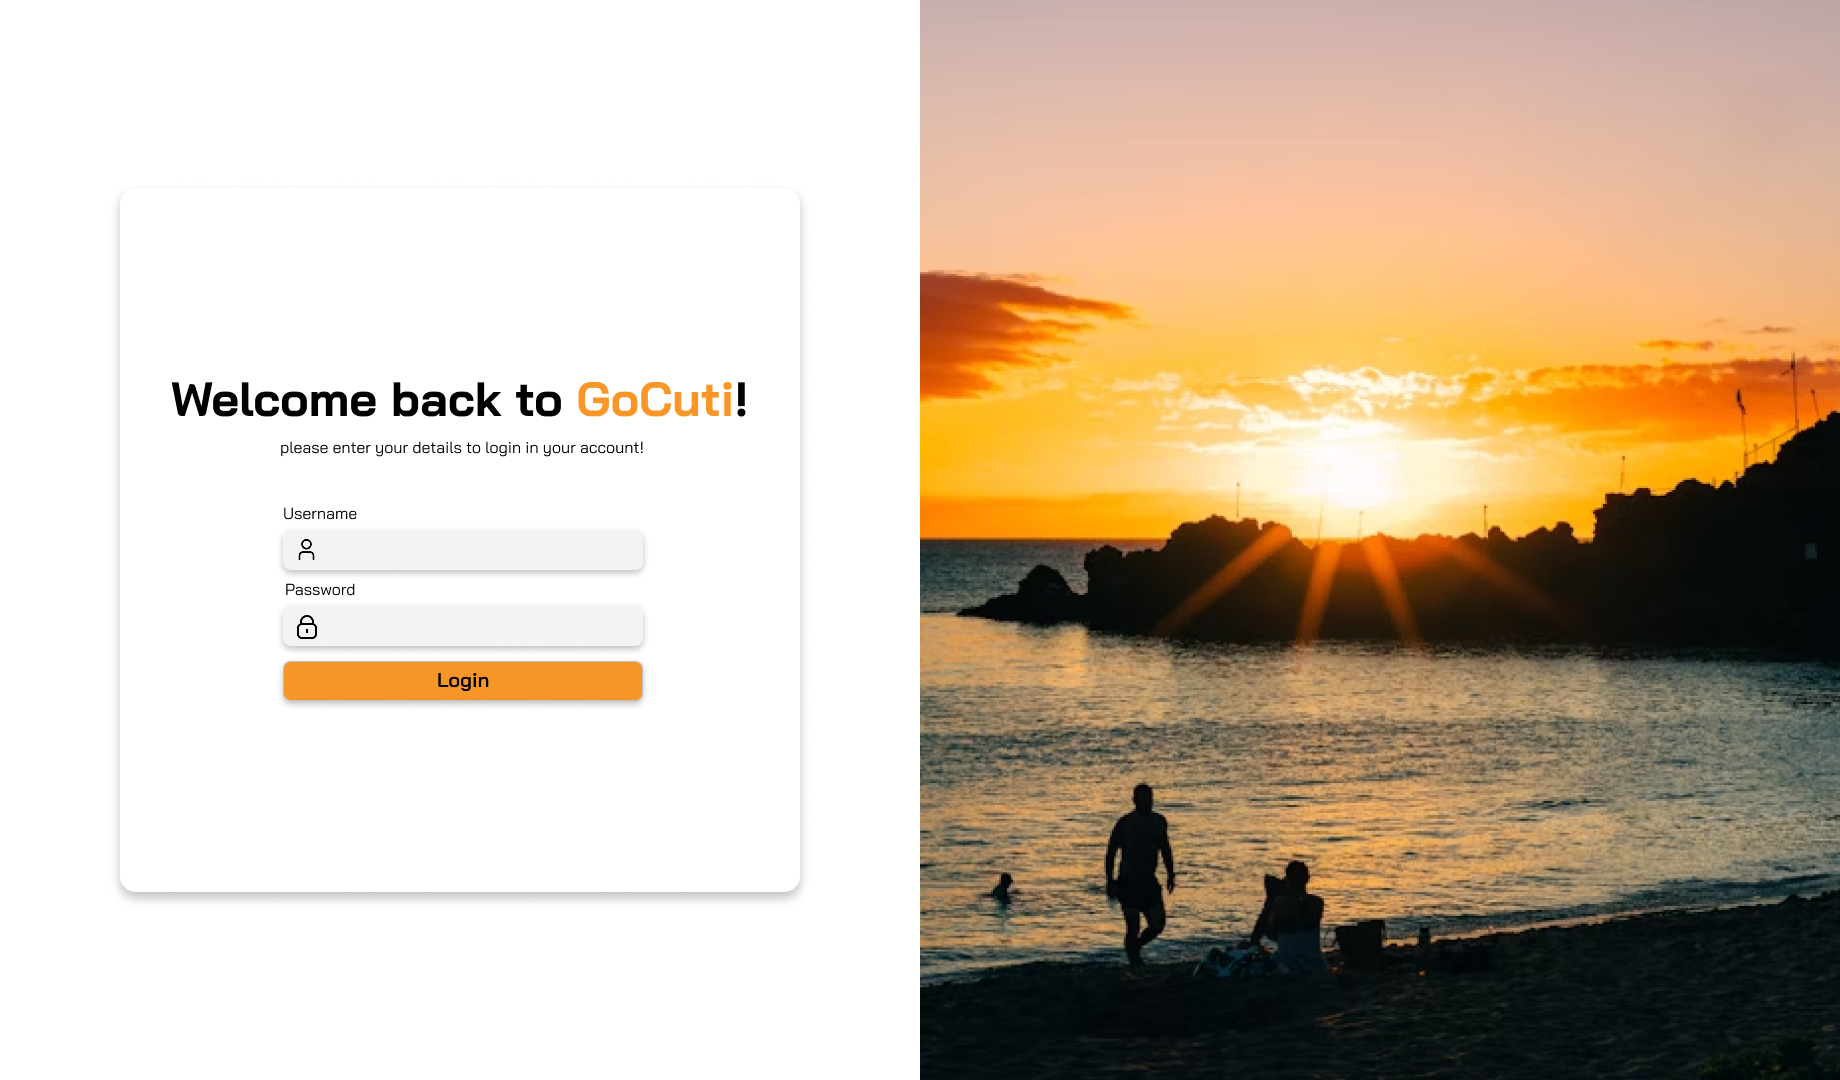 Welcome back to GoCuti!
please enter your details to login in your account!
Username
Password
Login